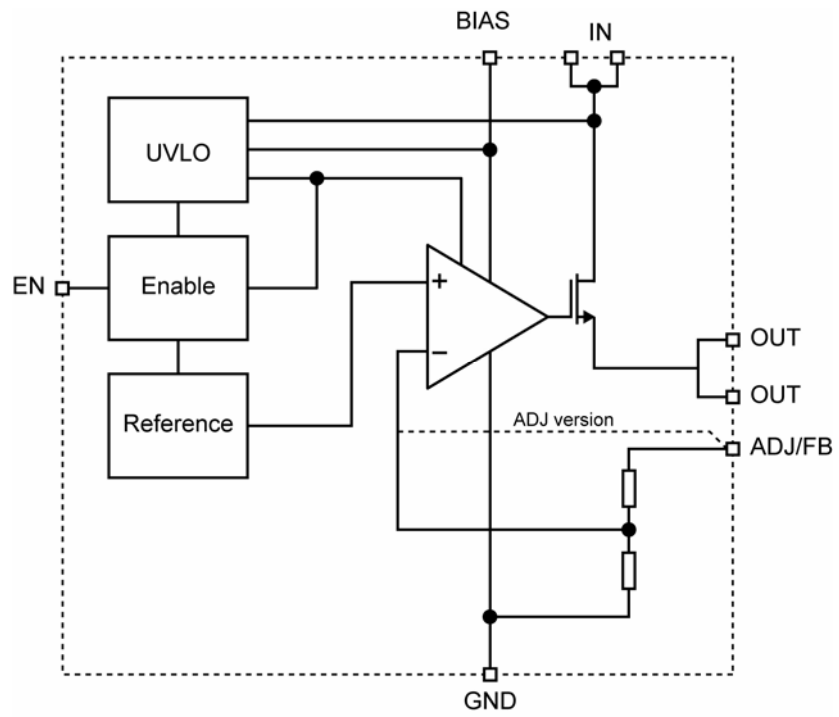 BIAS
IN
UVLO
EN
Enable
+
−
OUT
OUT
Reference
ADJ version
ADJ/FB
GND